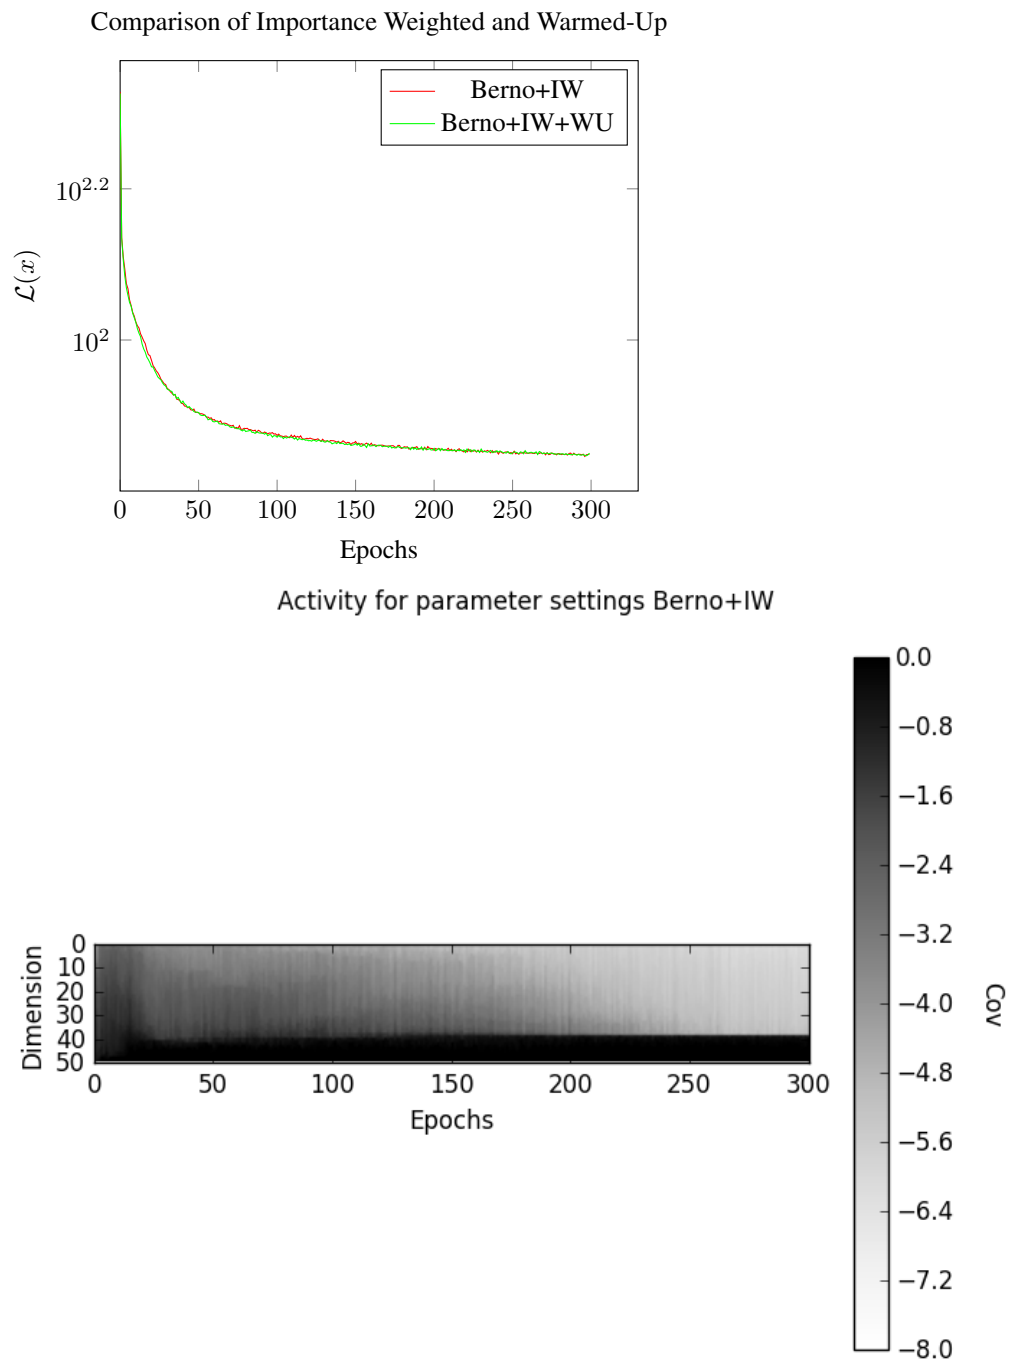 Comparison of Importance Weighted and Warmed-Up
Berno+IW
Berno+IW+WU
10^2.2
10^2
ℒ(x)
0 50 100 150 200 250 300
Epochs
Activity for parameter settings Berno+IW
0
10
20
30
40
50
Dimension
0 50 100 150 200 250 300
Epochs
0.0
−0.8
−1.6
−2.4
−3.2
−4.0
−4.8
−5.6
−6.4
−7.2
−8.0
Cov